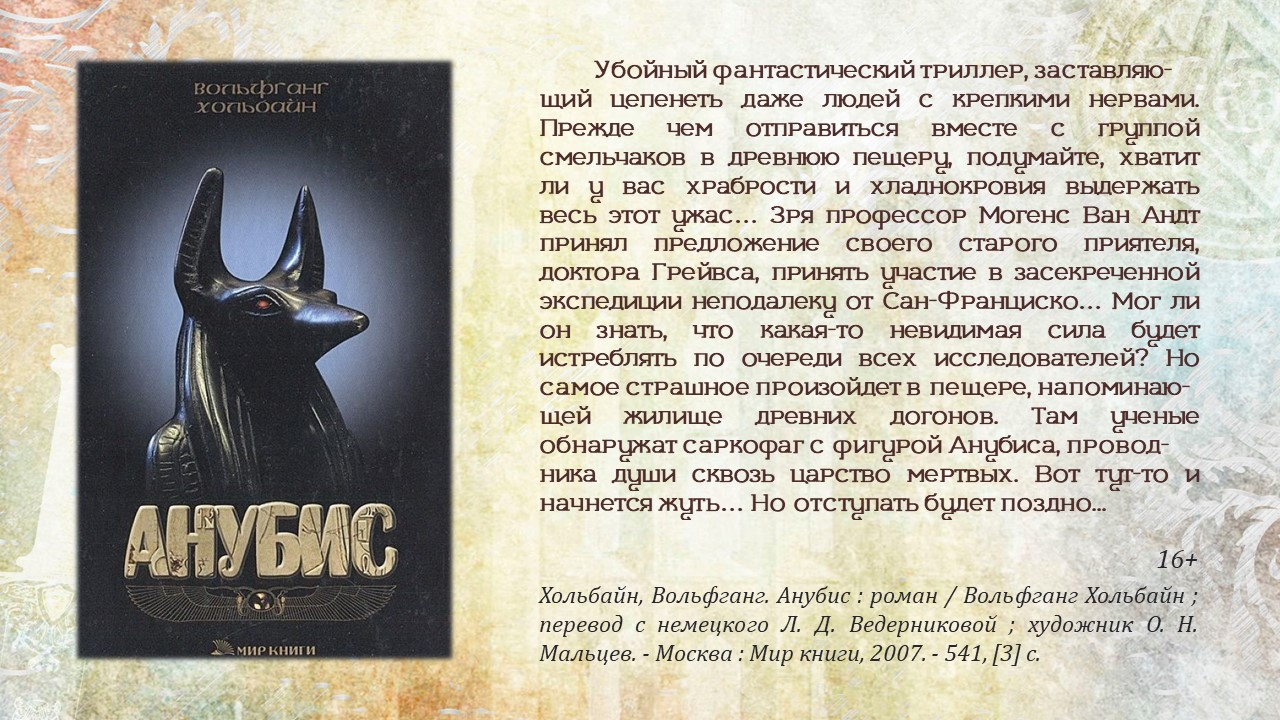 ВОЛЬФГАНГ
ХОЛЬБАЙН
АНУБИС
МИР КНИГИ
Убойный фантастический триллер, заставляю-
щий цепенеть даже людей с крепкими нервами.
Прежде чем отправиться вместе с группой
смельчаков в древнюю пещеру, подумайте, хватит
ли у вас храбрости и хладнокровия выдержать
весь этот ужас... Зря профессор Могенс Ван Андт
принял предложение своего старого приятеля,
доктора Грейвса, принять участие в засекреченной
экспедиции неподалеку от Сан-Франциско... Мог ли
он знать, что какая-то невидимая сила будет
истреблять по очереди всех исследователей? Но
самое страшное произойдет в пещере, напоминаю-
щей жилище древних догонов. Там ученые
обнаружат саркофаг с фигурой Анубиса, провод-
ника души сквозь царство мертвых. Вот тут-то и
начнется жуть... Но отступать будет поздно...
16+
Хольбайн, Вольфганг. Анубис : роман / Вольфганг Хольбайн ;
перевод с немецкого Л. Д. Ведерниковой ; художник О. Н.
Мальцев. - Москва : Мир книги, 2007. - 541, [3] с.